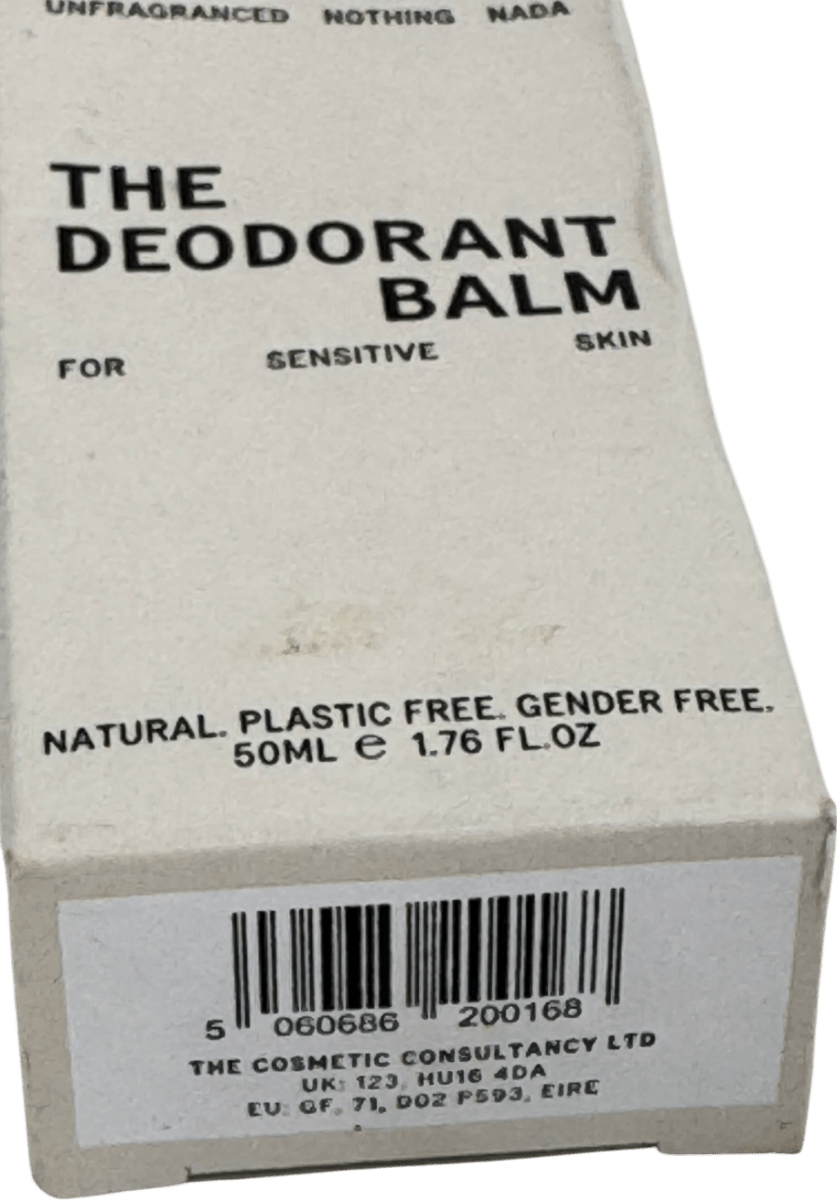 UNFRAGRANCED NOTHING NADA
THE
DEODORANT
BALM
FOR SENSITIVE SKIN
NATURAL. PLASTIC FREE. GENDER FREE.
50ML e 1.76 FL.OZ
5 060686 200168
THE COSMETIC CONSULTANCY LTD
UK: 123, HU16 4DA
EU: GF, 71, D02 P593, EIRE